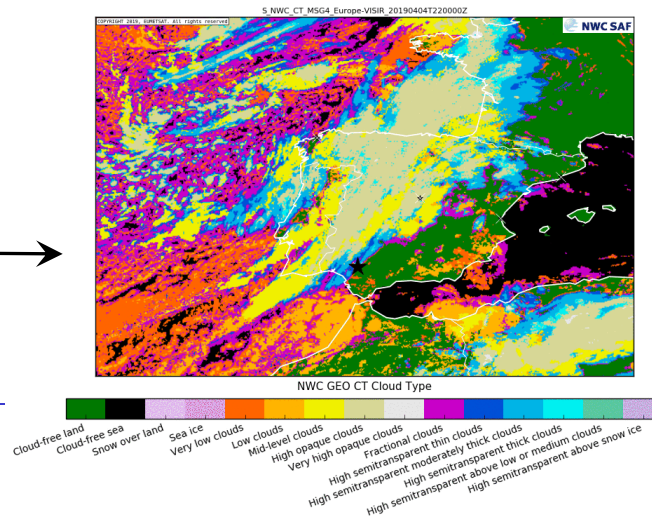 S_NWC_CT_MSG4_Europe-VISIR_20190404T220000Z
COPYRIGHT 2019, EUMETSAT. All rights reserved
NWC SAF
NWC GEO CT Cloud Type
Cloud-free land
Cloud-free sea
Snow over land
Sea ice
Very low clouds
Low clouds
Mid-level clouds
High opaque clouds
Very high opaque clouds
Fractional clouds
High semitransparent thin clouds
High semitransparent moderately thick clouds
High semitransparent thick clouds
High semitransparent above low or medium clouds
High semitransparent above snow ice